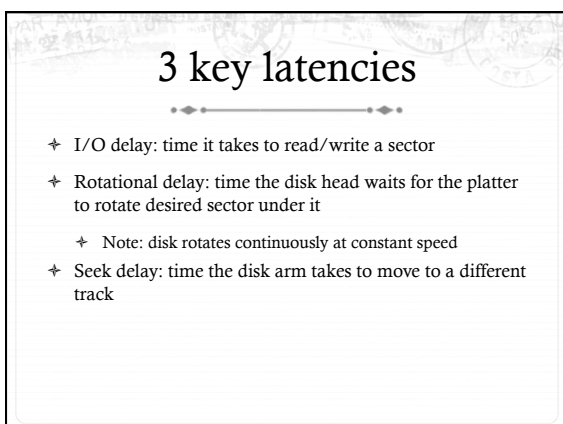 PAR AVION
3 key latencies
I/O delay: time it takes to read/write a sector
Rotational delay: time the disk head waits for the platter
to rotate desired sector under it
Note: disk rotates continuously at constant speed
Seek delay: time the disk arm takes to move to a different
track